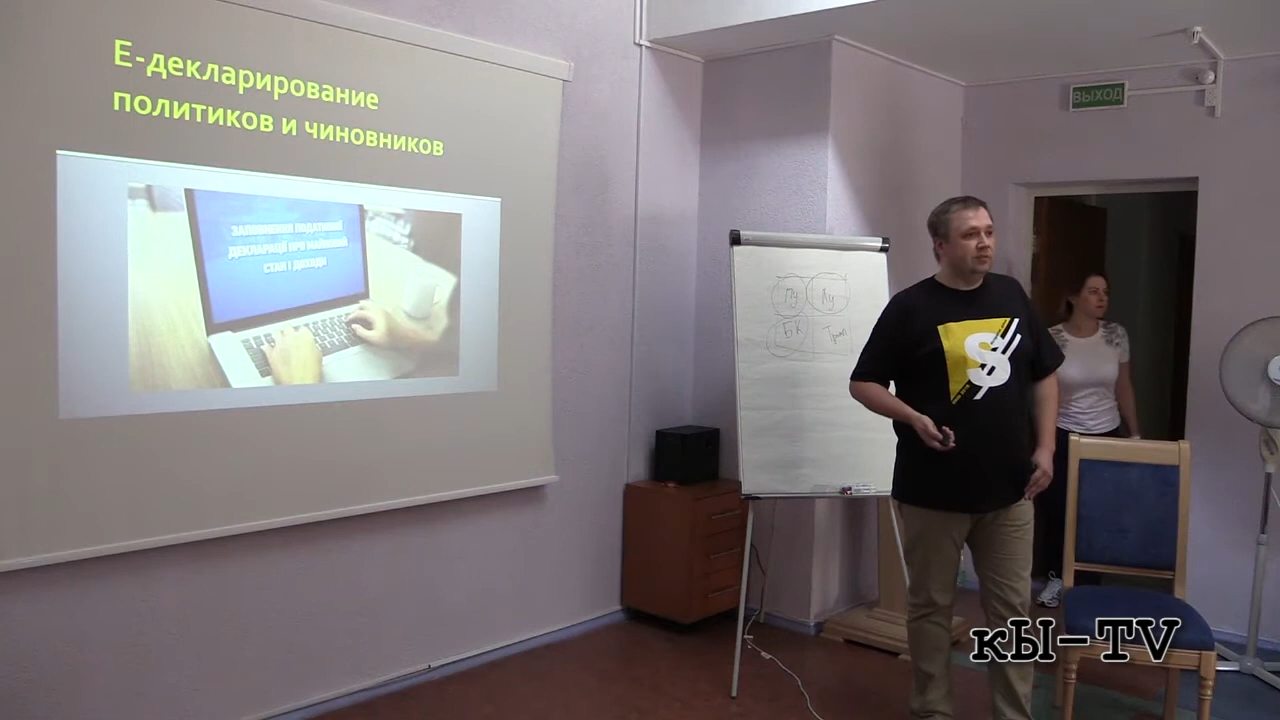 Е-декларирование
политиков и чиновников
ЗАПОВНЕННЯ ПОДАТКОВОЇ
ДЕКЛАРАЦІЇ ПРО МАЙНОВИЙ
СТАН І ДОХОДИ
ВЫХОД
Пу Лу
БК
$
кЫ-TV